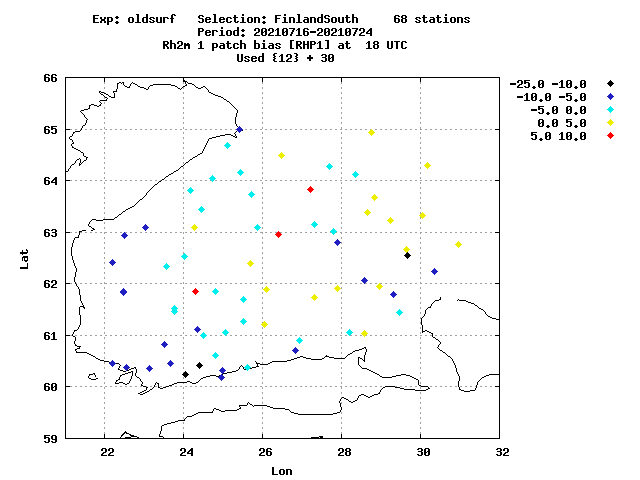 Exp: oldsurf   Selection: FinlandSouth     68 stations
Period: 20210716-20210724
Rh2m 1 patch bias [RHP1] at  18 UTC
Used {12} + 30
-25.0 -10.0
-10.0 -5.0
-5.0 0.0
0.0 5.0
5.0 10.0
66
65
64
63
62
61
60
59
Lat
22 24 26 28 30 32
Lon